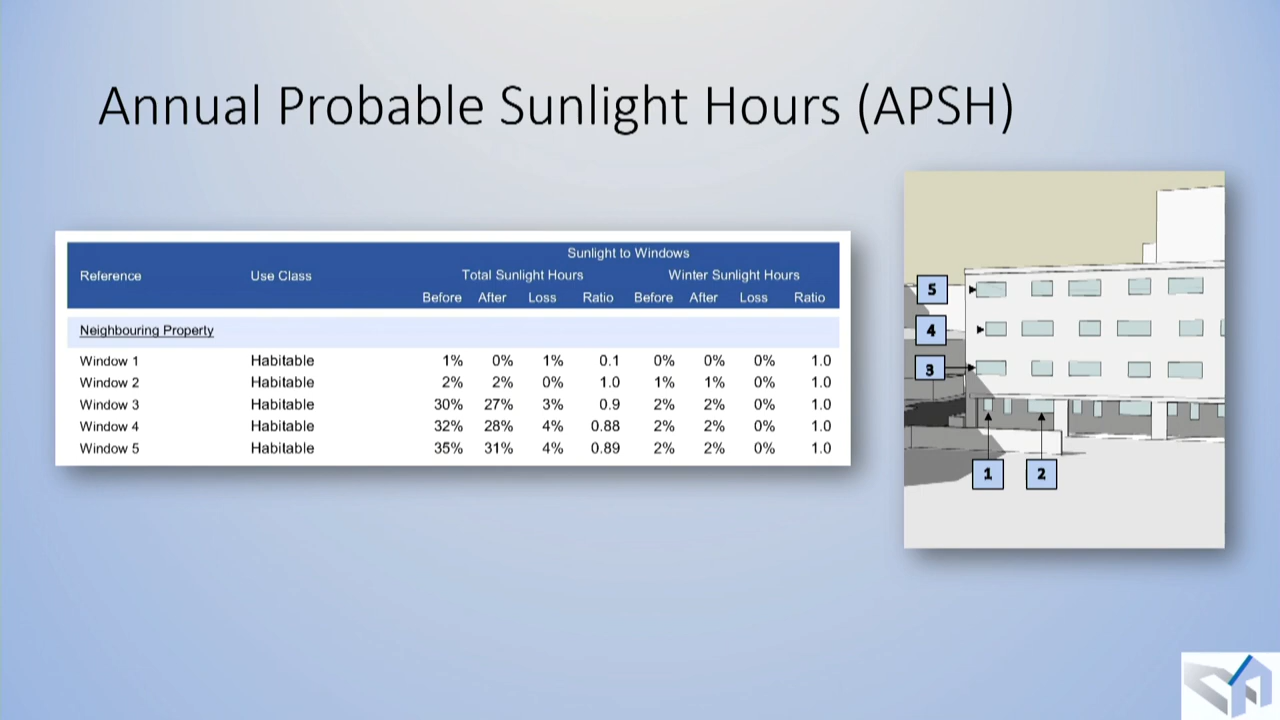 Annual Probable Sunlight Hours (APSH)
Sunlight to Windows
Reference Use Class Total Sunlight Hours Winter Sunlight Hours
Before After Loss Ratio Before After Loss Ratio
Neighbouring Property
Window 1 Habitable 1% 0% 1% 0.1 0% 0% 0% 1.0
Window 2 Habitable 2% 2% 0% 1.0 1% 1% 0% 1.0
Window 3 Habitable 30% 27% 3% 0.9 2% 2% 0% 1.0
Window 4 Habitable 32% 28% 4% 0.88 2% 2% 0% 1.0
Window 5 Habitable 35% 31% 4% 0.89 2% 2% 0% 1.0
5
4
3
1 2